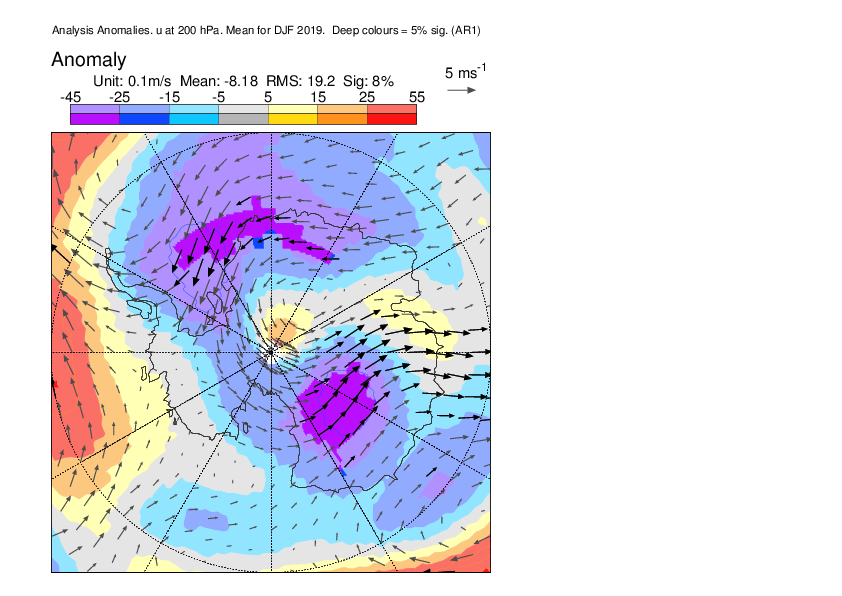 Analysis Anomalies. u at 200 hPa. Mean for DJF 2019.  Deep colours = 5% sig. (AR1)
Anomaly
5 ms-1
Unit: 0.1m/s  Mean: -8.18  RMS: 19.2  Sig: 8%
-45 -25 -15 -5 5 15 25 55